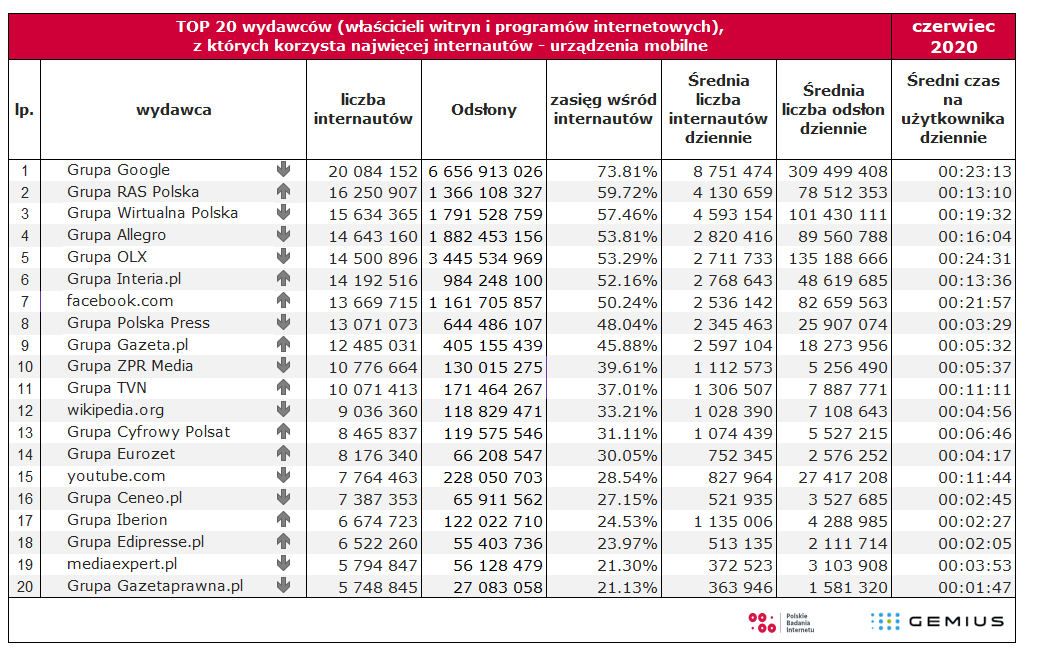 TOP 20 wydawców (właścicieli witryn i programów internetowych),
z których korzysta najwięcej internautów - urządzenia mobilne
czerwiec
2020
lp.
wydawca
liczba
internautów
Odsłony
zasięg wśród
internautów
Średnia
liczba
internautów
dziennie
Średnia
liczba odsłon
dziennie
Średni czas
na
użytkownika
dziennie
1 Grupa Google 20 084 152 6 656 913 026 73.81% 8 751 474 309 499 408 00:23:13
2 Grupa RAS Polska 16 250 907 1 366 108 327 59.72% 4 130 659 78 512 353 00:13:10
3 Grupa Wirtualna Polska 15 634 365 1 791 528 759 57.46% 4 593 154 101 430 111 00:19:32
4 Grupa Allegro 14 643 160 1 882 453 156 53.81% 2 820 416 89 560 788 00:16:04
5 Grupa OLX 14 500 896 3 445 534 969 53.29% 2 711 733 135 188 666 00:24:31
6 Grupa Interia.pl 14 192 516 984 248 100 52.16% 2 768 643 48 619 685 00:13:36
7 facebook.com 13 669 715 1 161 705 857 50.24% 2 536 142 82 659 563 00:21:57
8 Grupa Polska Press 13 071 073 644 486 107 48.04% 2 345 463 25 907 074 00:03:29
9 Grupa Gazeta.pl 12 485 031 405 155 439 45.88% 2 597 104 18 273 956 00:05:32
10 Grupa ZPR Media 10 776 664 130 015 275 39.61% 1 112 573 5 256 490 00:05:37
11 Grupa TVN 10 071 413 171 464 267 37.01% 1 306 507 7 887 771 00:11:11
12 wikipedia.org 9 036 360 118 829 471 33.21% 1 028 390 7 108 643 00:04:56
13 Grupa Cyfrowy Polsat 8 465 837 119 575 546 31.11% 1 074 439 5 527 215 00:06:46
14 Grupa Eurozet 8 176 340 66 208 547 30.05% 752 345 2 576 252 00:04:17
15 youtube.com 7 764 463 228 050 703 28.54% 827 964 27 417 208 00:11:44
16 Grupa Ceneo.pl 7 387 353 65 911 562 27.15% 521 935 3 527 685 00:02:45
17 Grupa Iberion 6 674 723 122 022 710 24.53% 1 135 006 4 288 985 00:02:27
18 Grupa Edipresse.pl 6 522 260 55 403 736 23.97% 513 135 2 111 714 00:02:05
19 mediaexpert.pl 5 794 847 56 128 479 21.30% 372 523 3 103 908 00:03:53
20 Grupa Gazetaprawna.pl 5 748 845 27 083 058 21.13% 363 946 1 581 320 00:01:47
Polskie
Badania
Internetu
GEMIUS